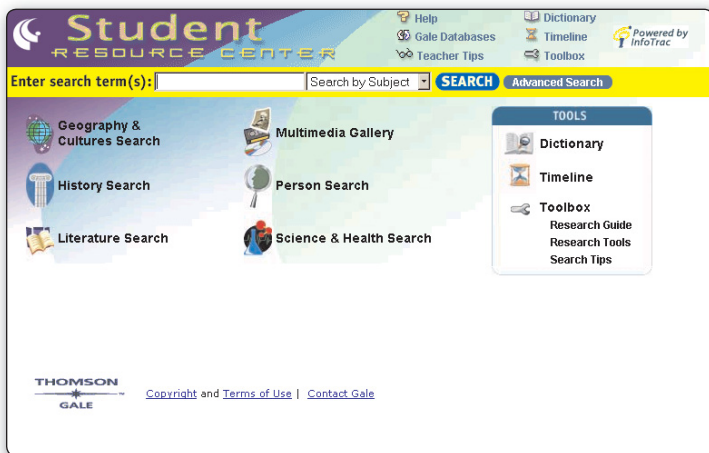 Student
RESOURCE CENTER
Help
Gale Databases
Teacher Tips
Dictionary
Timeline
Toolbox
Powered by
InfoTrac
Enter search term(s):
Search by Subject
SEARCH
Advanced Search
Geography &
Cultures Search
Multimedia Gallery
History Search
Person Search
Literature Search
Science & Health Search
TOOLS
Dictionary
Timeline
Toolbox
Research Guide
Research Tools
Search Tips
THOMSON
GALE
Copyright and Terms of Use | Contact Gale